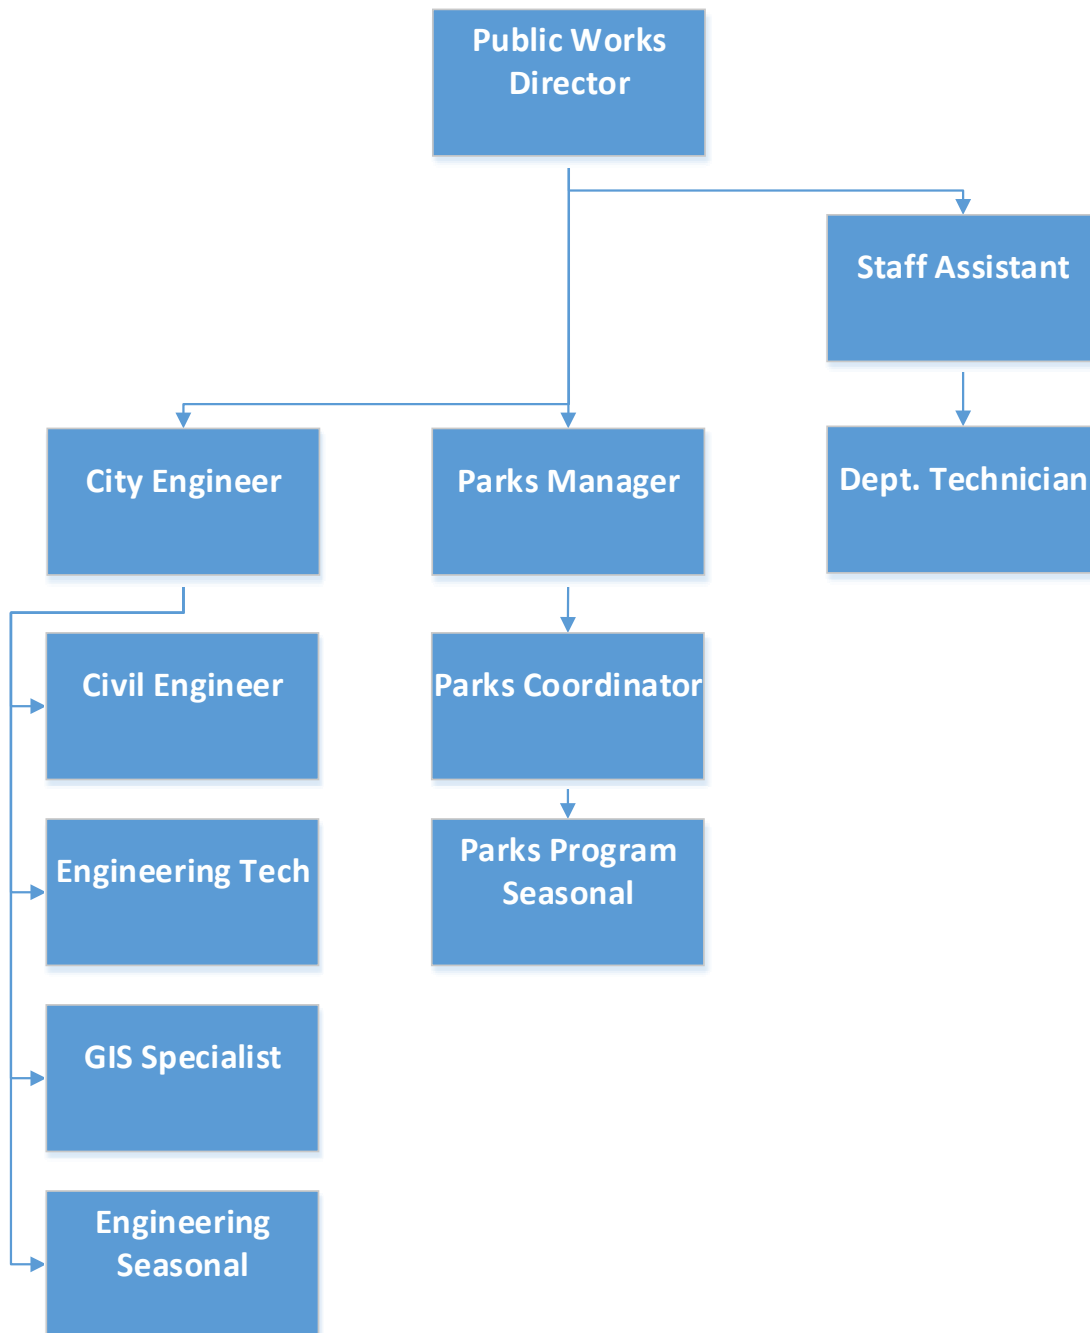 Public Works
Director
Staff Assistant
City Engineer
Parks Manager
Dept. Technician
Civil Engineer
Parks Coordinator
Engineering Tech
Parks Program
Seasonal
GIS Specialist
Engineering
Seasonal